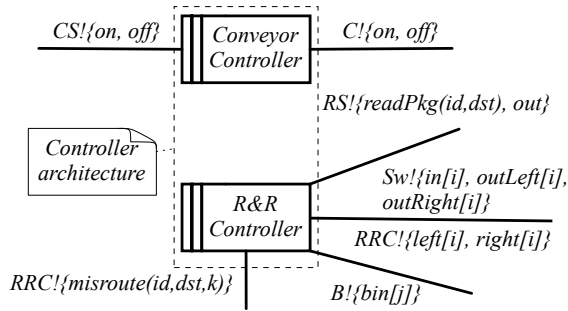 CS!{on, off}
Conveyor
Controller
C!{on, off}
RS!{readPkg(id,dst), out}
Controller
architecture
Sw!{in[i], outLeft[i],
outRight[i]}
R&R
Controller
RRC!{left[i], right[i]}
RRC!{misroute(id,dst,k)}
B!{bin[j]}